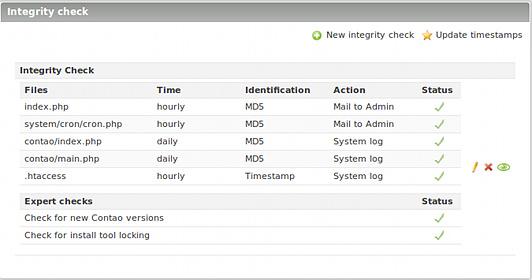 Integrity check
New integrity check Update timestamps
Integrity Check
Files Time Identification Action Status
index.php hourly MD5 Mail to Admin
system/cron/cron.php hourly MD5 Mail to Admin
contao/index.php daily MD5 System log
contao/main.php daily MD5 System log
.htaccess hourly Timestamp System log
Expert checks Status
Check for new Contao versions
Check for install tool locking